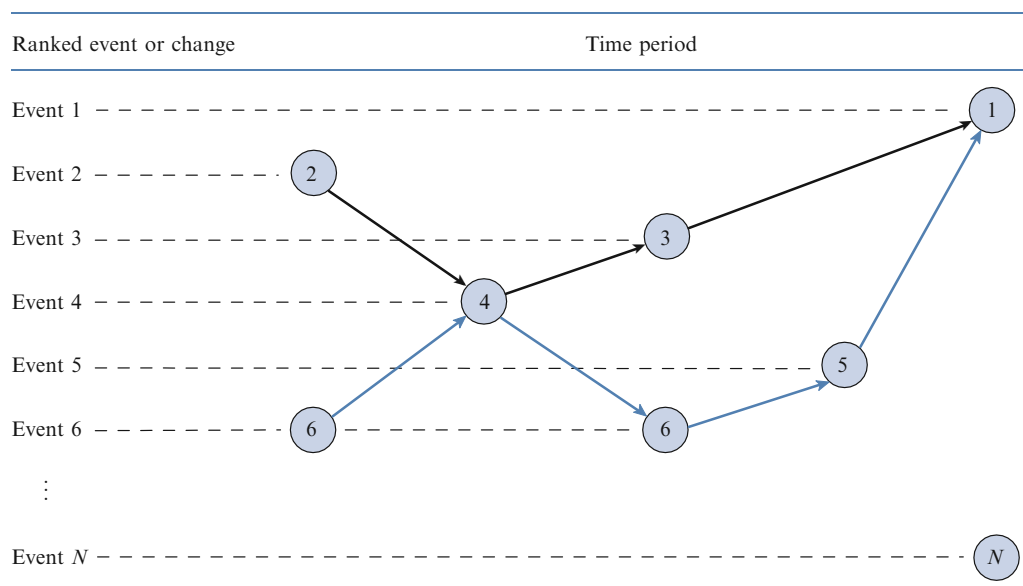 Ranked event or change Time period
Event 1 1
Event 2 2
Event 3 3
Event 4 4
Event 5 5
Event 6 6 6
⋮
Event N N